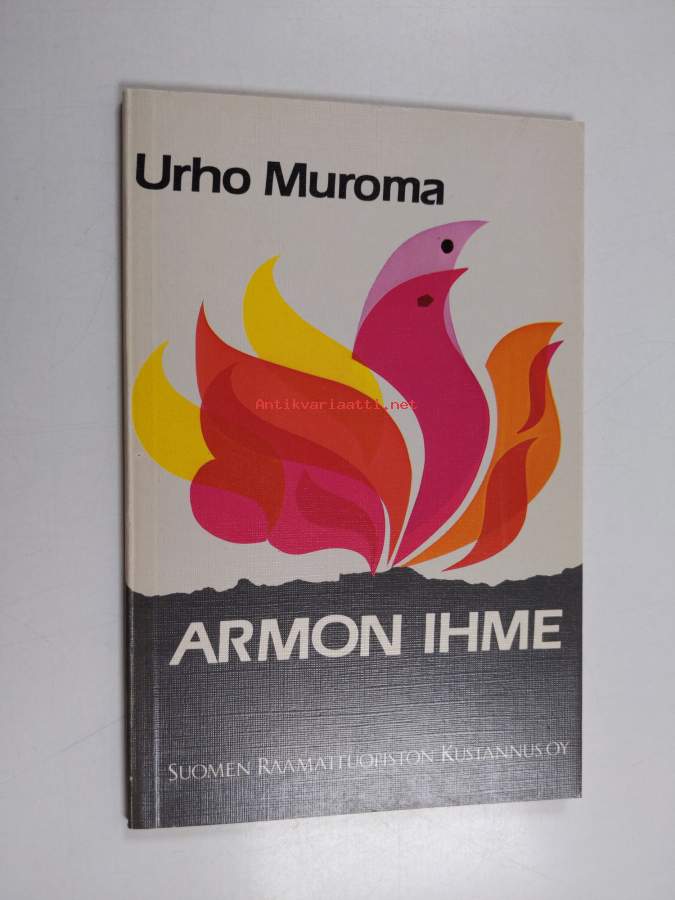 Urho Muroma
Antikvariaatti.net
ARMON IHME
SUOMEN RAAMATTUOPISTON KUSTANNUS OY